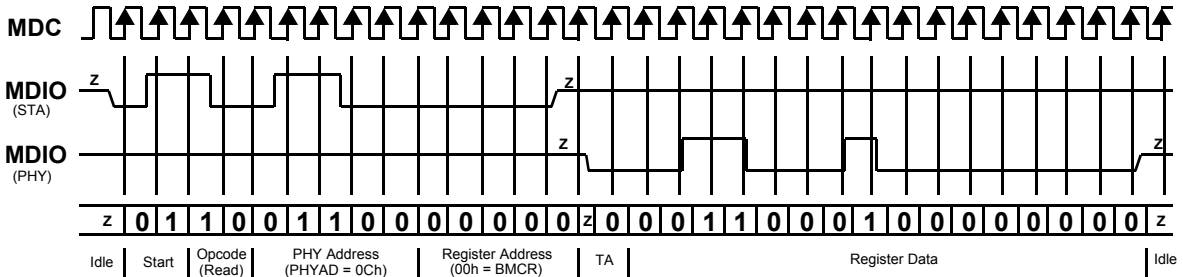 MDC
z z
MDIO
(STA)
z z
MDIO
(PHY)
z 0 1 1 0 0 1 1 0 0 0 0 0 0 0 z 0 0 0 1 1 0 0 0 1 0 0 0 0 0 0 0 0 z
Idle
Start
Opcode
(Read)
PHY Address
(PHYAD = 0Ch)
Register Address
(00h = BMCR)
TA
Register Data
Idle